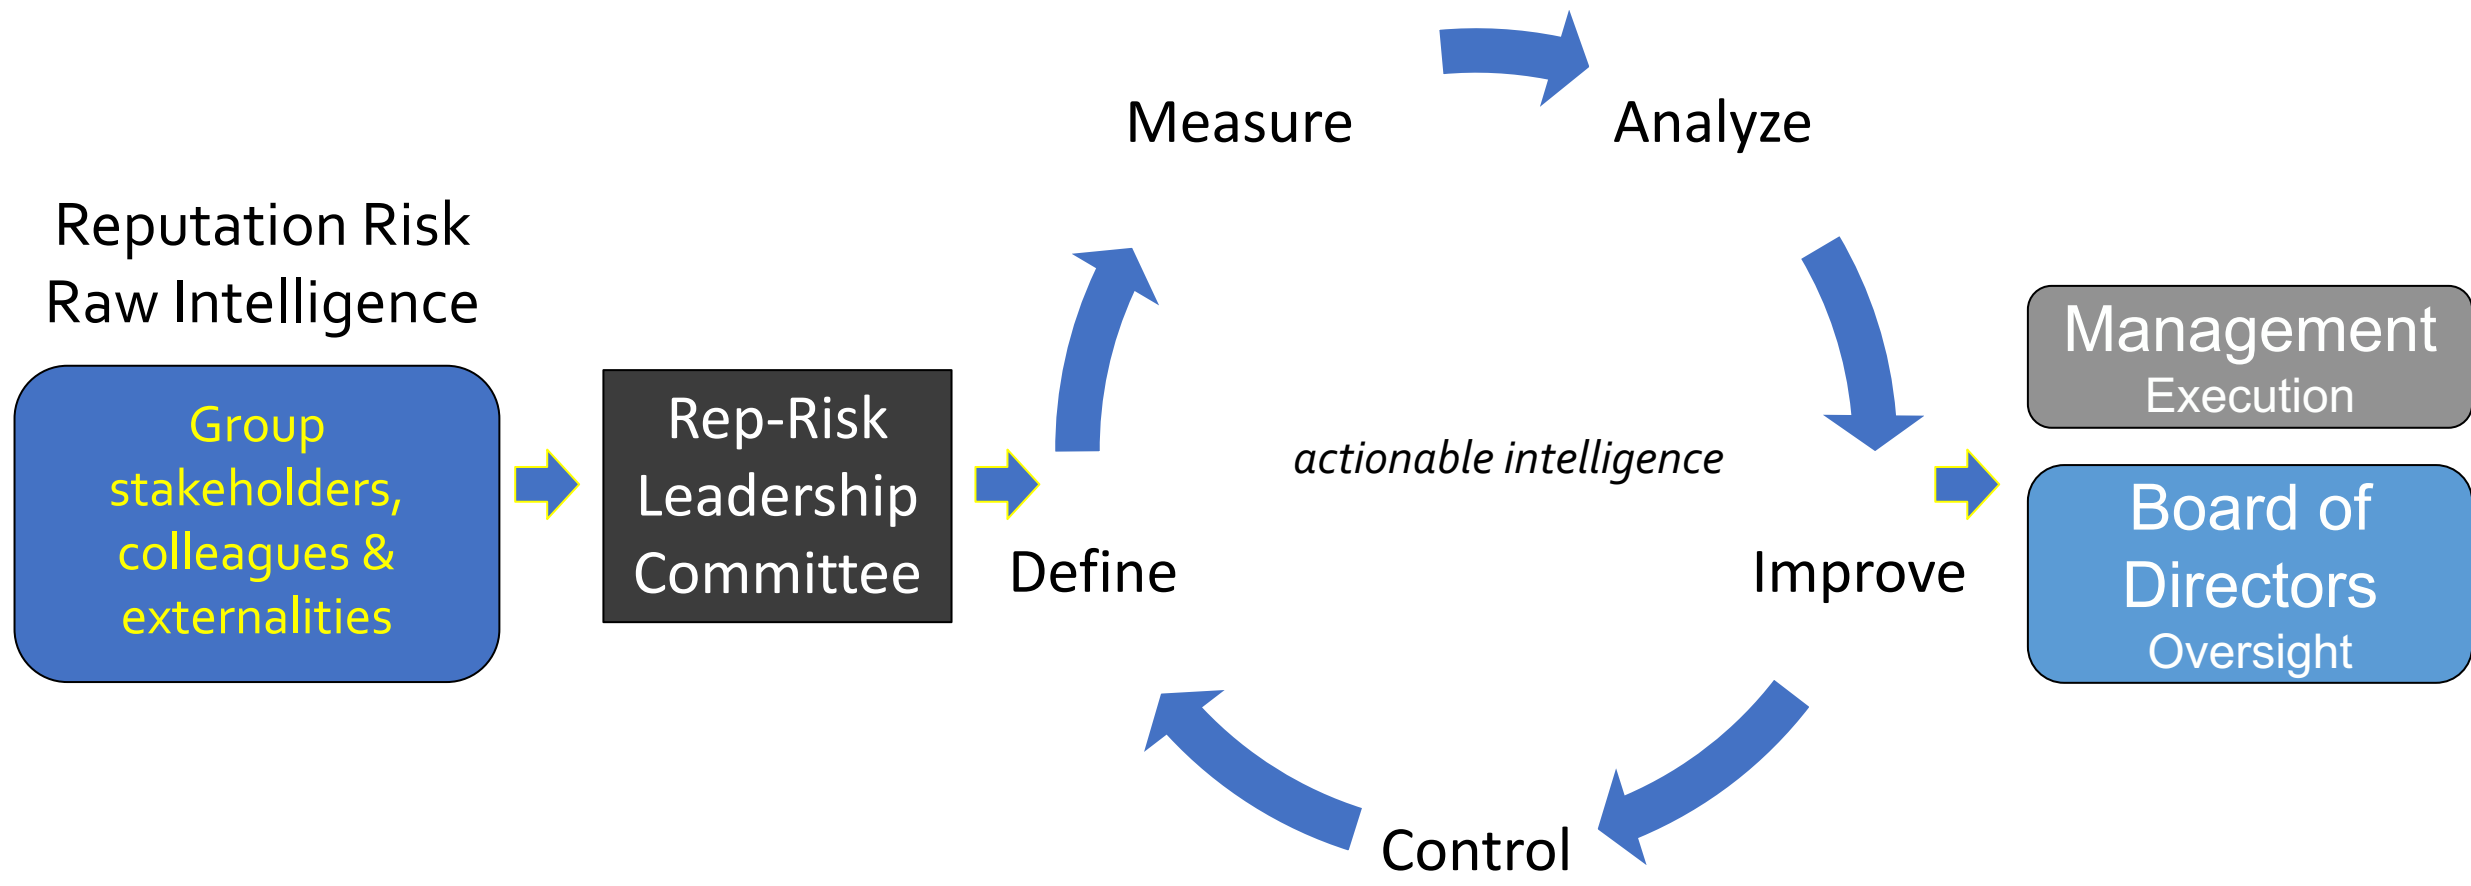 Reputation Risk
Raw Intelligence
Group
stakeholders,
colleagues &
externalities
Rep-Risk
Leadership
Committee
Define
Measure
Analyze
actionable intelligence
Improve
Control
Management
Execution
Board of
Directors
Oversight